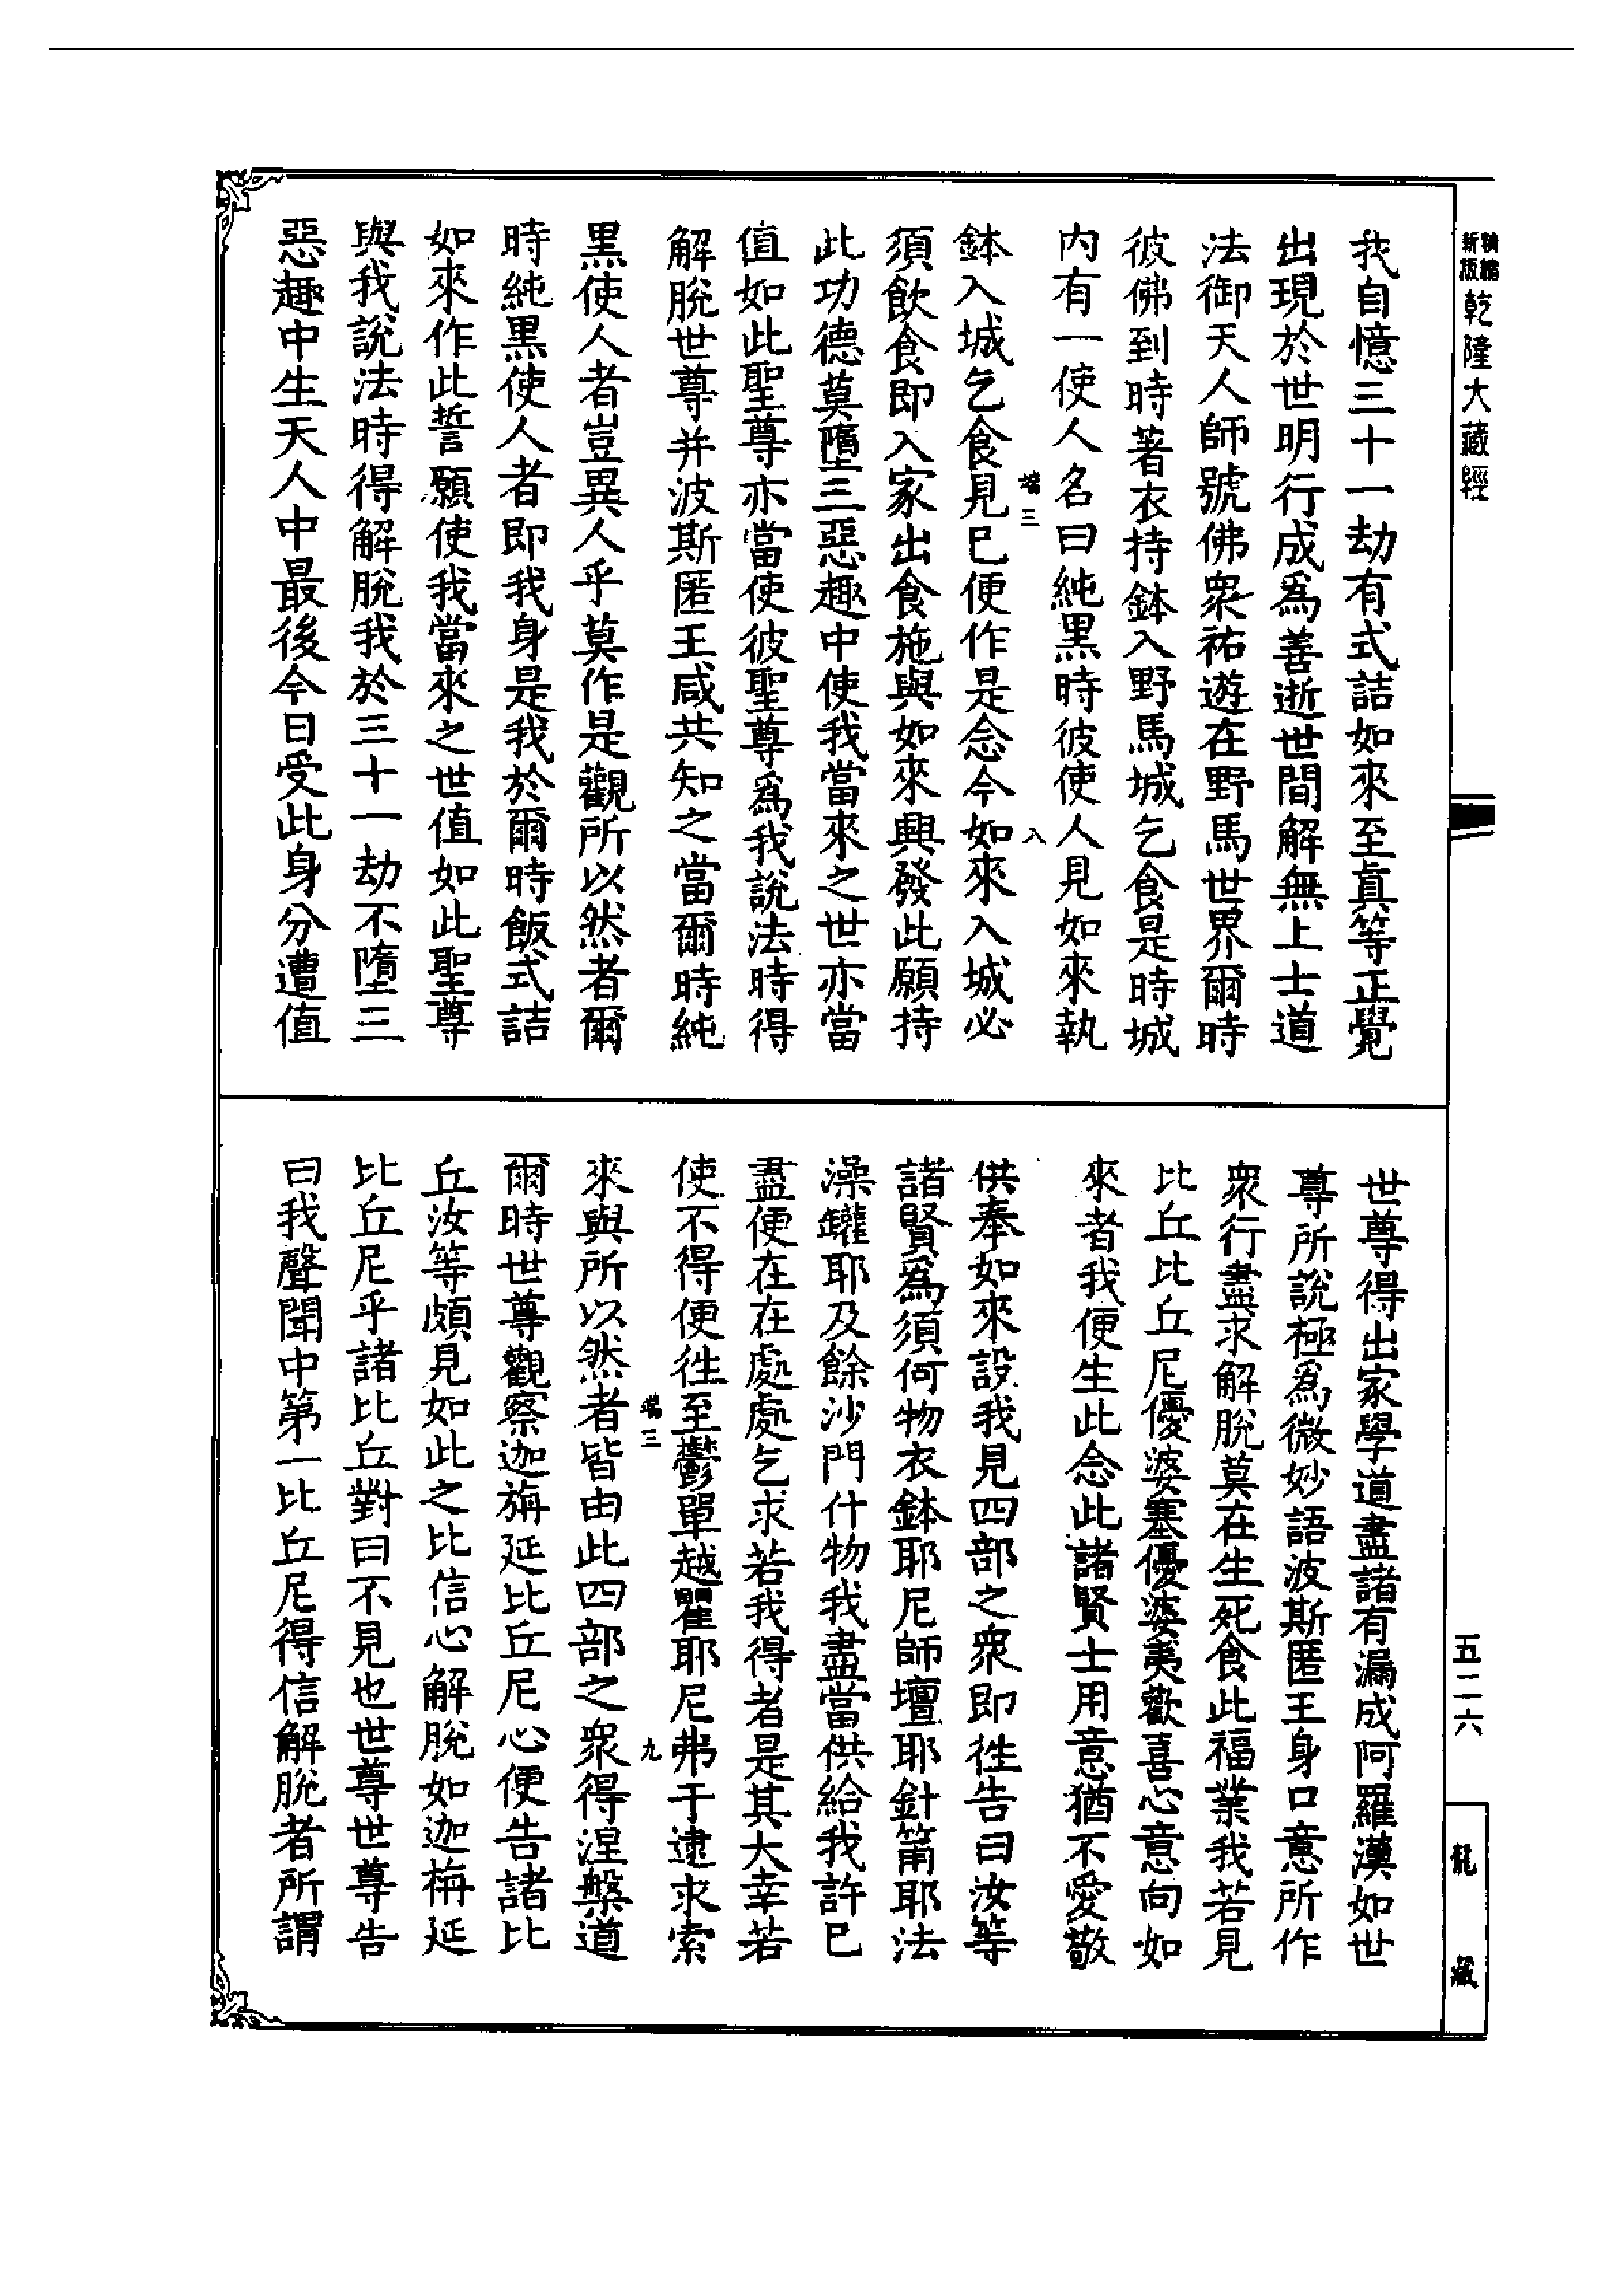 新版精縮
乾隆大藏經
我自憶三十一劫有式詰如來至真等正覺
出現於世明行成爲善逝世間解無上士道
法御天人師號佛衆祐遊在野馬世界爾時
彼佛到時著衣持鉢入野馬城乞食是時城
内有一使人名曰純黑時彼使人見如來執
端三
八
鉢入城乞食見已便作是念今如來入城必
須飲食即入家出食施與如來興發此願持
此功德莫墮三惡趣中使我當來之世亦當
值如此聖尊亦當使彼聖尊爲我說法時得
解脫世尊并波斯匿王咸共知之當爾時純
黑使人者豈異人乎莫作是觀所以然者爾
時純黑使人者即我身是我於爾時飯式詰
如來作此誓願使我當來之世值如此聖尊
與我說法時得解脫我於三十一劫不墮三
惡趣中生天人中最後今日受此身分遭值
世尊得出家學道盡諸有漏成阿羅漢如世
尊所說極爲微妙語波斯匿王身口意所作
衆行盡求解脫莫在生死食此福業我若見
比丘比丘尼優婆塞優婆夷歡喜心意向如
來者我便生此念此諸賢士用意猶不愛敬
供奉如來設我見四部之衆即徃告曰汝等
諸賢爲須何物衣鉢耶尼師壇耶針筩耶法
澡罐耶及餘沙門什物我盡當供給我許已
盡便在在處處乞求若我得者是其大幸若
使不得便徃至鬱單越瞿耶尼弗于逮求索
端三
九
來與所以然者皆由此四部之衆得涅槃道
爾時世尊觀察迦旃延比丘尼心便告諸比
丘汝等頗見如此之比信心解脫如迦栴延
比丘尼乎諸比丘對曰不見也世尊世尊告
曰我聲聞中第一比丘尼得信解脫者所謂
五二六
龍藏